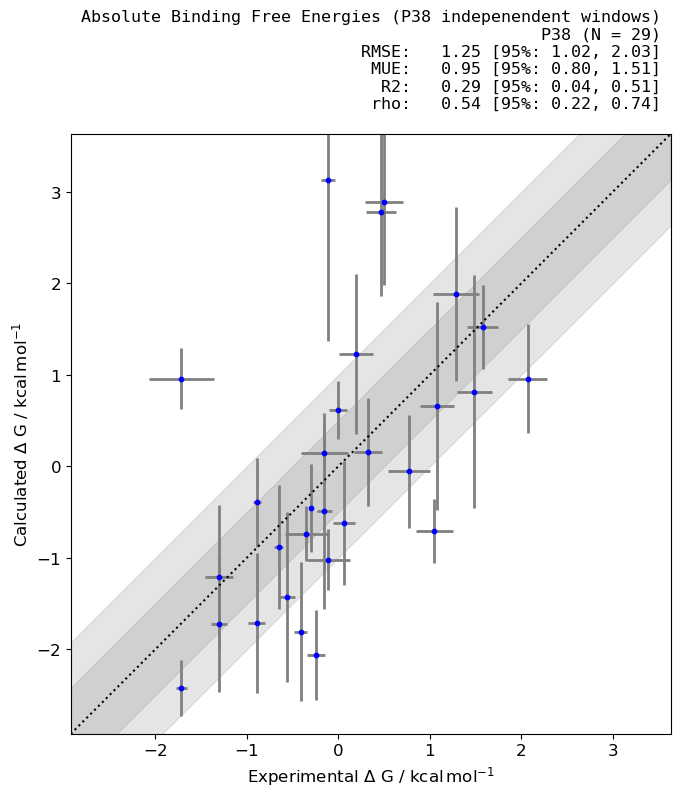 Absolute Binding Free Energies (P38 indepenendent windows)
P38 (N = 29)
RMSE: 1.25 [95%: 1.02, 2.03]
MUE: 0.95 [95%: 0.80, 1.51]
R2: 0.29 [95%: 0.04, 0.51]
rho: 0.54 [95%: 0.22, 0.74]
Calculated Δ G / kcal mol⁻¹
3
2
1
0
−1
−2
−2 −1 0 1 2 3
Experimental Δ G / kcal mol⁻¹